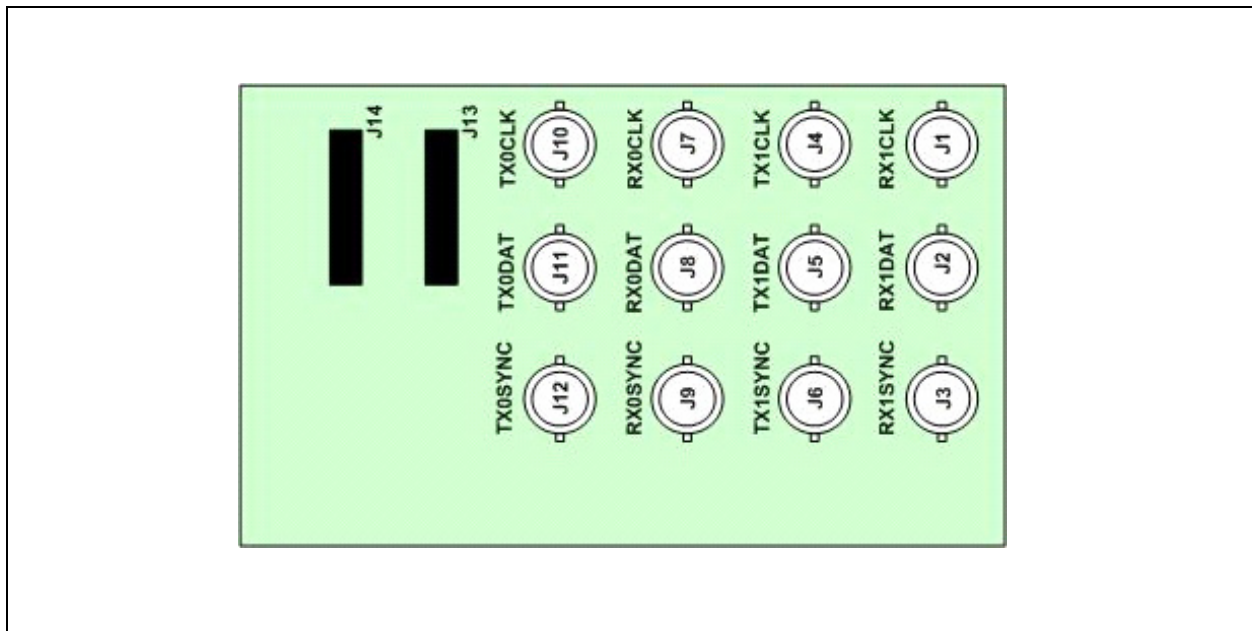 J14
J13
TX0CLK
J10
RX0CLK
J7
TX1CLK
J4
RX1CLK
J1
TX0DAT
J11
RX0DAT
J8
TX1DAT
J5
RX1DAT
J2
TX0SYNC
J12
RX0SYNC
J9
TX1SYNC
J6
RX1SYNC
J3